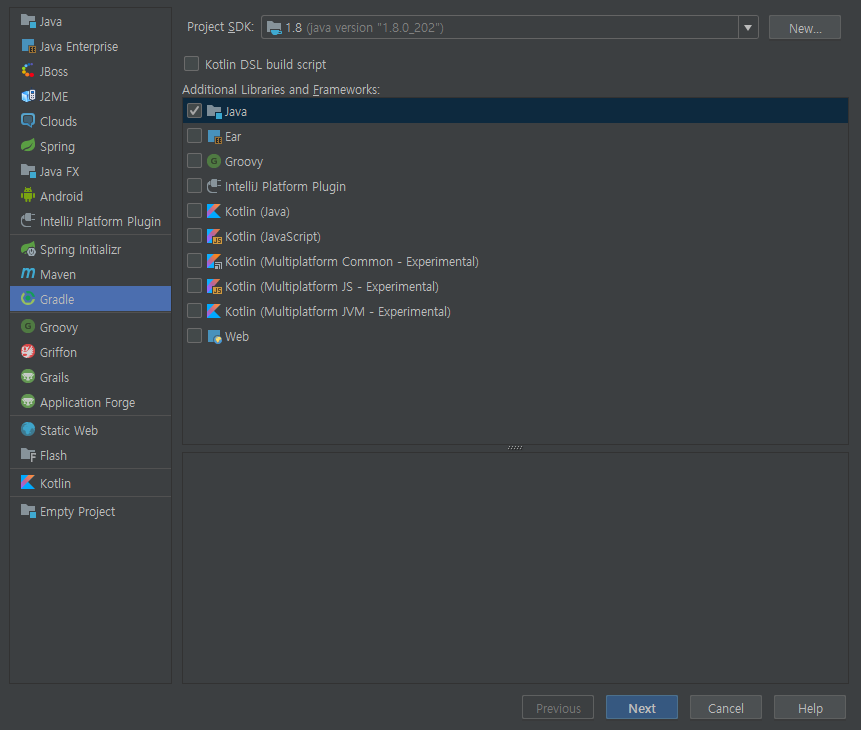 Java
Java Enterprise
JBoss
J2ME
Clouds
Spring
Java FX
Android
IntelliJ Platform Plugin
Spring Initializr
Maven
Gradle
Groovy
Griffon
Grails
Application Forge
Static Web
Flash
Kotlin
Empty Project
Project SDK: 1.8 (java version "1.8.0_202") New...
Kotlin DSL build script
Additional Libraries and Frameworks:
Java
Ear
Groovy
IntelliJ Platform Plugin
Kotlin (Java)
Kotlin (JavaScript)
Kotlin (Multiplatform Common - Experimental)
Kotlin (Multiplatform JS - Experimental)
Kotlin (Multiplatform JVM - Experimental)
Web
Previous Next Cancel Help